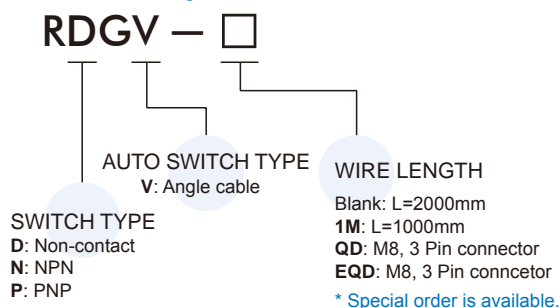 RDGV — □
AUTO SWITCH TYPE
V: Angle cable
SWITCH TYPE
D: Non-contact
N: NPN
P: PNP
WIRE LENGTH
Blank: L=2000mm
1M: L=1000mm
QD: M8, 3 Pin connector
EQD: M8, 3 Pin conncetor
* Special order is available.